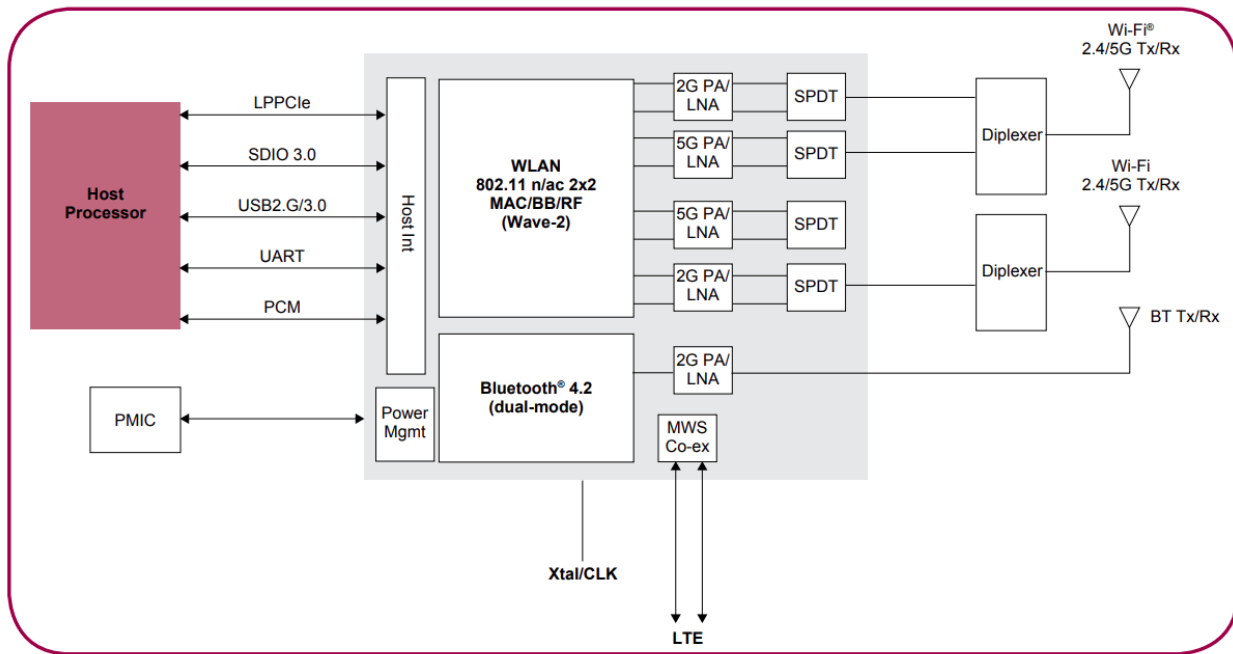 Wi-Fi®
2.4/5G Tx/Rx
LPPCIe
SDIO 3.0
USB2.G/3.0
UART
PCM
Host
Processor
Host Int
WLAN
802.11 n/ac 2x2
MAC/BB/RF
(Wave-2)
2G PA/
LNA
SPDT
5G PA/
LNA
SPDT
5G PA/
LNA
SPDT
2G PA/
LNA
SPDT
Diplexer
Wi-Fi
2.4/5G Tx/Rx
Diplexer
BT Tx/Rx
PMIC
Power
Mgmt
Bluetooth® 4.2
(dual-mode)
2G PA/
LNA
MWS
Co-ex
Xtal/CLK
LTE